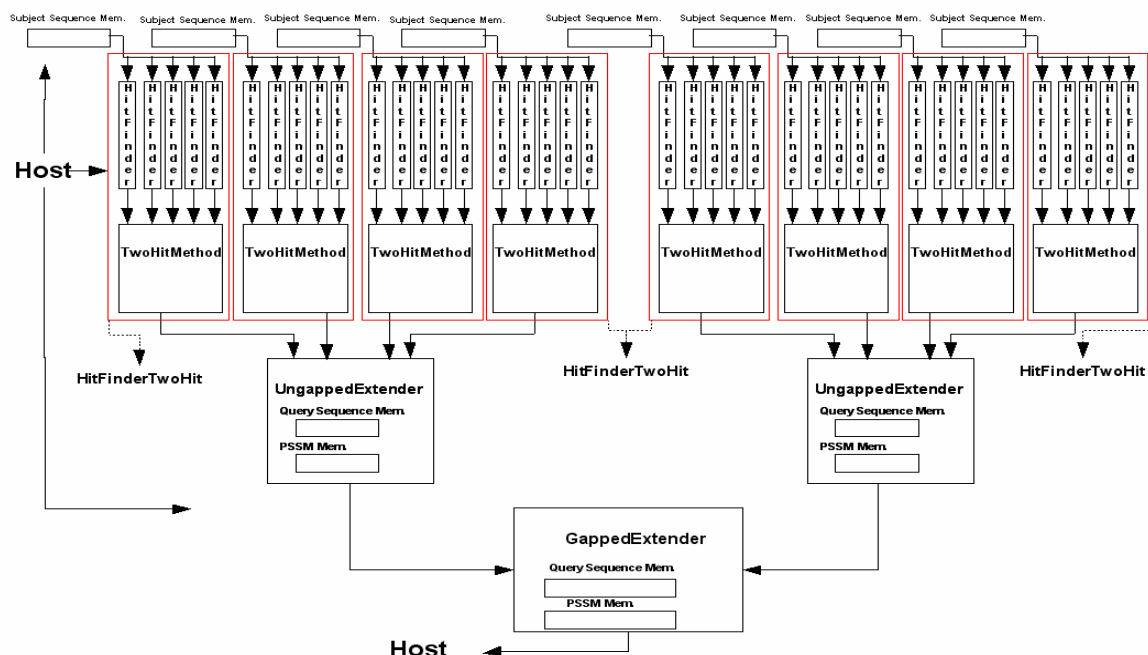 Subject Sequence Mem. Subject Sequence Mem. Subject Sequence Mem. Subject Sequence Mem. Subject Sequence Mem. Subject Sequence Mem. Subject Sequence Mem. Subject Sequence Mem.
HitFinder HitFinder HitFinder HitFinder HitFinder HitFinder HitFinder HitFinder HitFinder HitFinder HitFinder HitFinder HitFinder HitFinder HitFinder HitFinder HitFinder HitFinder HitFinder HitFinder HitFinder HitFinder HitFinder HitFinder HitFinder HitFinder HitFinder HitFinder HitFinder HitFinder HitFinder HitFinder HitFinder HitFinder HitFinder HitFinder HitFinder HitFinder HitFinder HitFinder
Host
TwoHitMethod TwoHitMethod TwoHitMethod TwoHitMethod TwoHitMethod TwoHitMethod TwoHitMethod TwoHitMethod
HitFinderTwoHit HitFinderTwoHit HitFinderTwoHit
UngappedExtender UngappedExtender
Query Sequence Mem. Query Sequence Mem.
PSSM Mem. PSSM Mem.
GappedExtender
Query Sequence Mem.
PSSM Mem.
Host